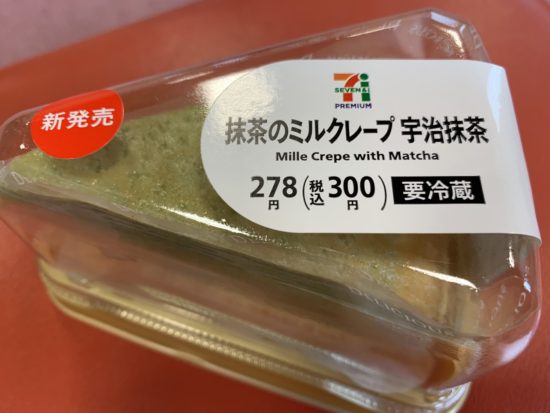 新発売
7i
SEVEN & i
PREMIUM
抹茶のミルクレープ 宇治抹茶
Mille Crepe with Matcha
278円(税込300円) 要冷蔵